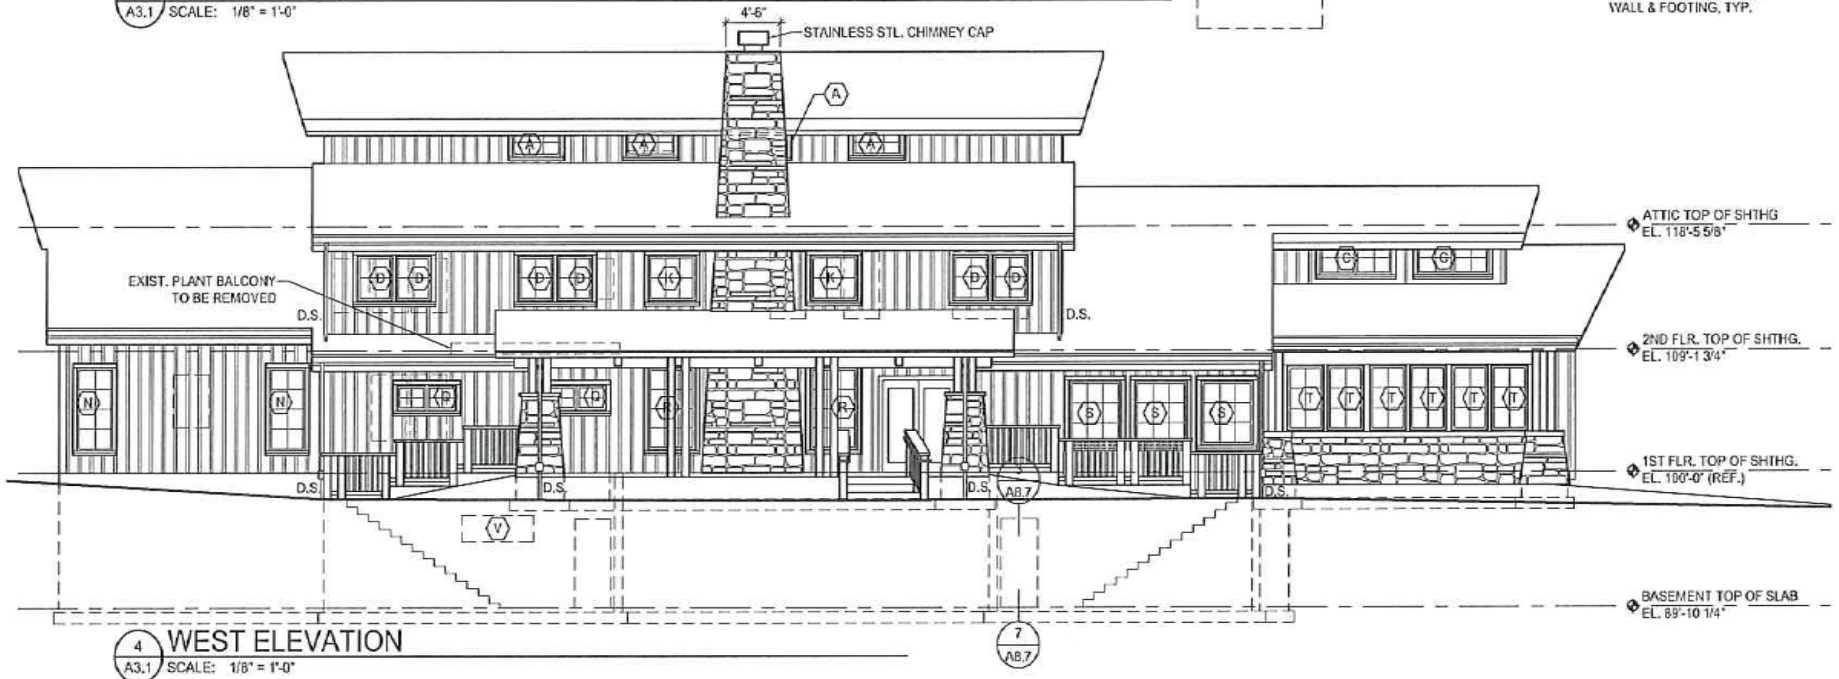 A3.1 SCALE: 1/8" = 1'-0"
WALL & FOOTING, TYP.
4'-6"
STAINLESS STL. CHIMNEY CAP
A
A A A
ATTIC TOP OF SHTHG
EL. 118'-5 5/8"
EXIST. PLANT BALCONY
TO BE REMOVED
D D D D K K D D
G G
D.S. D.S.
2ND FLR. TOP OF SHTHG.
EL. 109'-1 3/4"
N N D D R R S S S T T T T T T
1ST FLR. TOP OF SHTHG.
EL. 100'-0" (REF.)
D.S. D.S. D.S. D.S.
A8.7
V
BASEMENT TOP OF SLAB
EL. 89'-10 1/4"
4 WEST ELEVATION
A3.1 SCALE: 1/8" = 1'-0"
7
A8.7